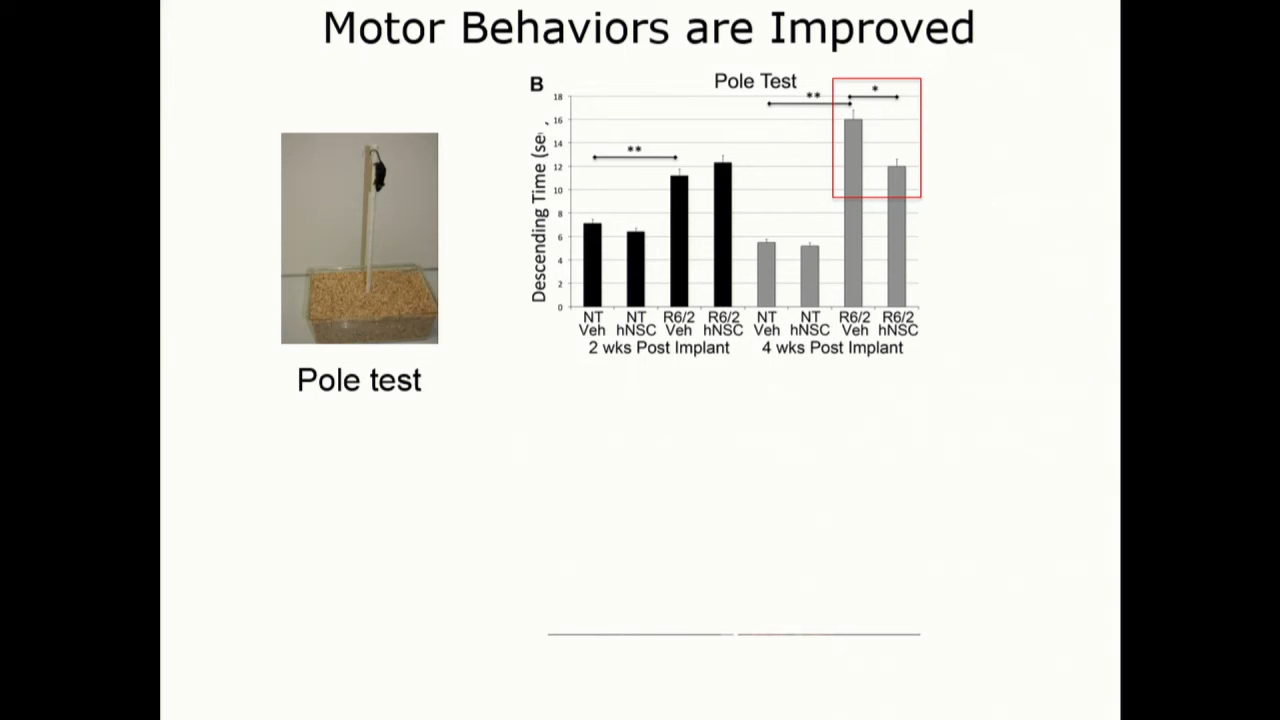 Motor Behaviors are Improved
B
Pole Test
18
16
14
12
10
8
6
4
2
0
Descending Time
**
**
*
NT Veh
NT hNSC
R6/2 Veh
R6/2 hNSC
NT Veh
NT hNSC
R6/2 Veh
R6/2 hNSC
2 wks Post Implant
4 wks Post Implant
Pole test